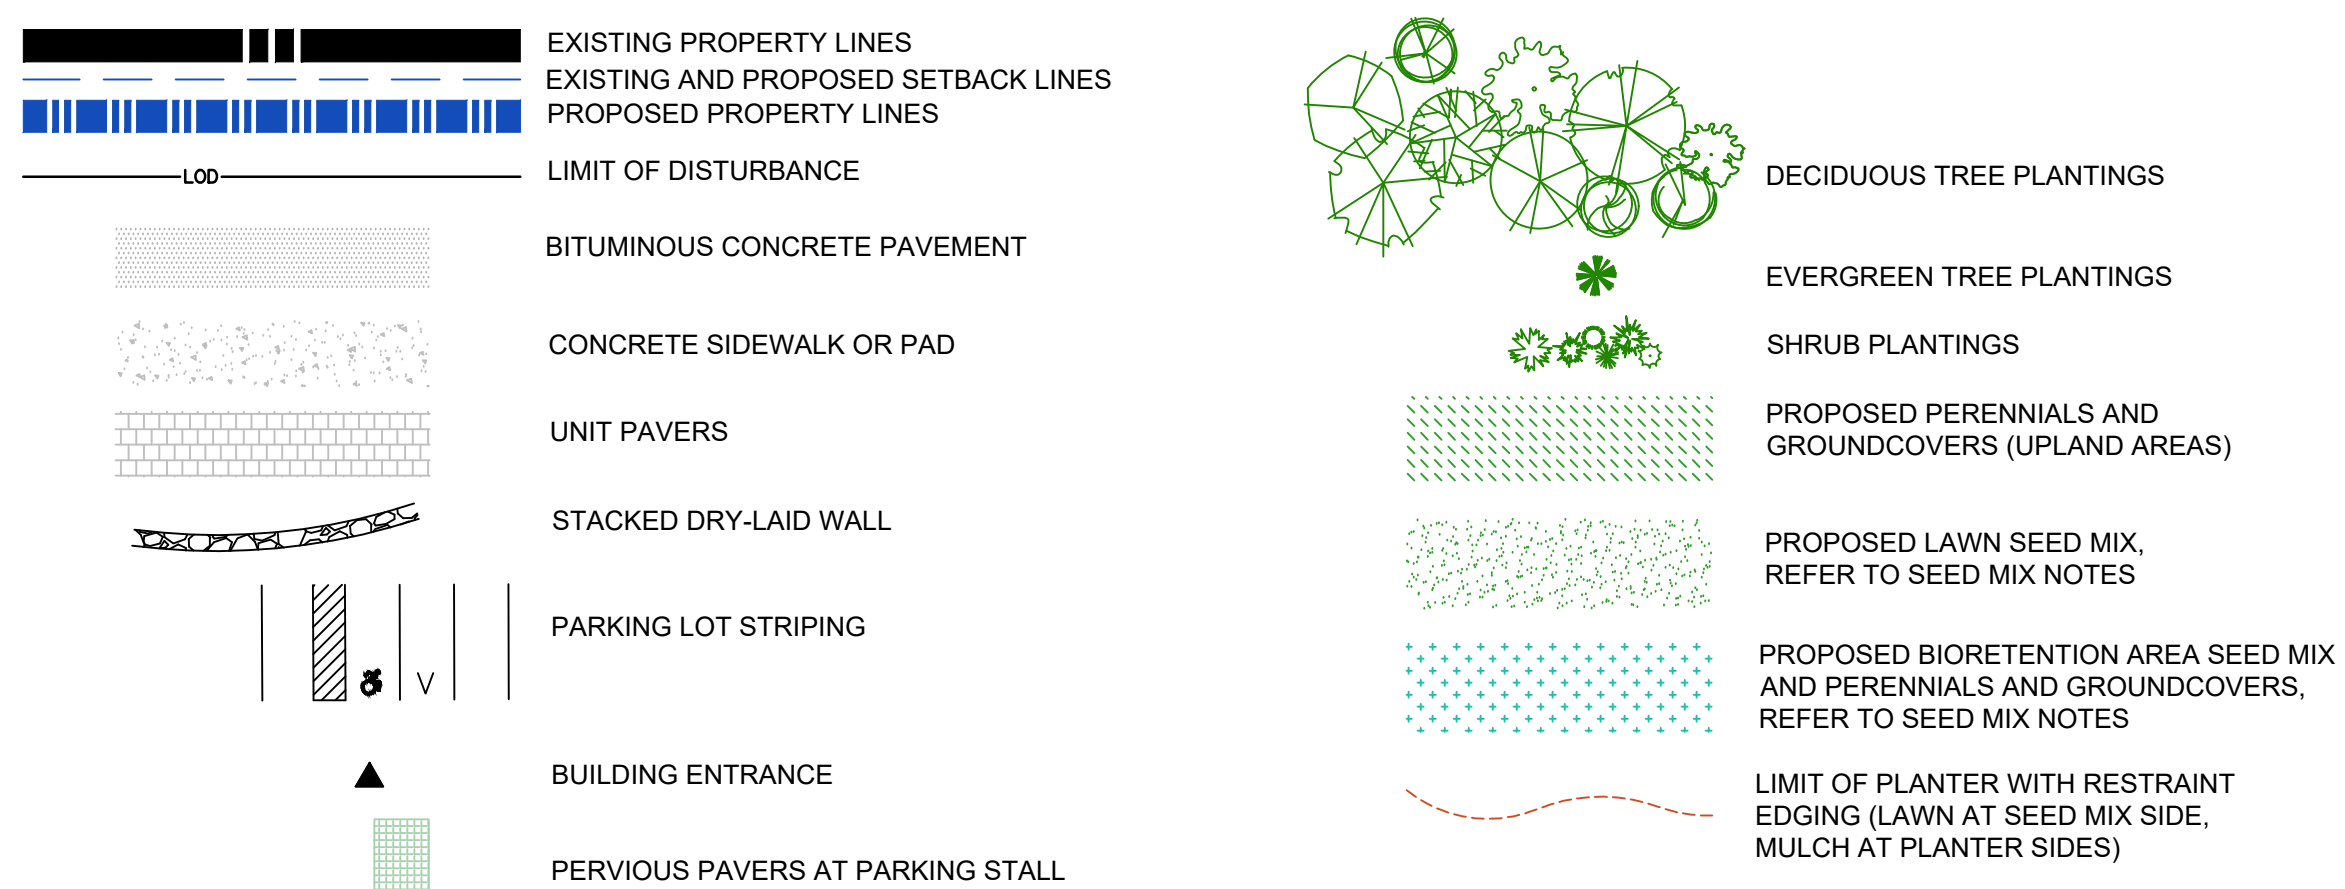 EXISTING PROPERTY LINES
EXISTING AND PROPOSED SETBACK LINES
PROPOSED PROPERTY LINES
LOD
LIMIT OF DISTURBANCE
BITUMINOUS CONCRETE PAVEMENT
CONCRETE SIDEWALK OR PAD
UNIT PAVERS
STACKED DRY-LAID WALL
V
PARKING LOT STRIPING
BUILDING ENTRANCE
PERVIOUS PAVERS AT PARKING STALL
DECIDUOUS TREE PLANTINGS
EVERGREEN TREE PLANTINGS
SHRUB PLANTINGS
PROPOSED PERENNIALS AND
GROUNDCOVERS (UPLAND AREAS)
PROPOSED LAWN SEED MIX,
REFER TO SEED MIX NOTES
PROPOSED BIORETENTION AREA SEED MIX
AND PERENNIALS AND GROUNDCOVERS,
REFER TO SEED MIX NOTES
LIMIT OF PLANTER WITH RESTRAINT
EDGING (LAWN AT SEED MIX SIDE,
MULCH AT PLANTER SIDES)